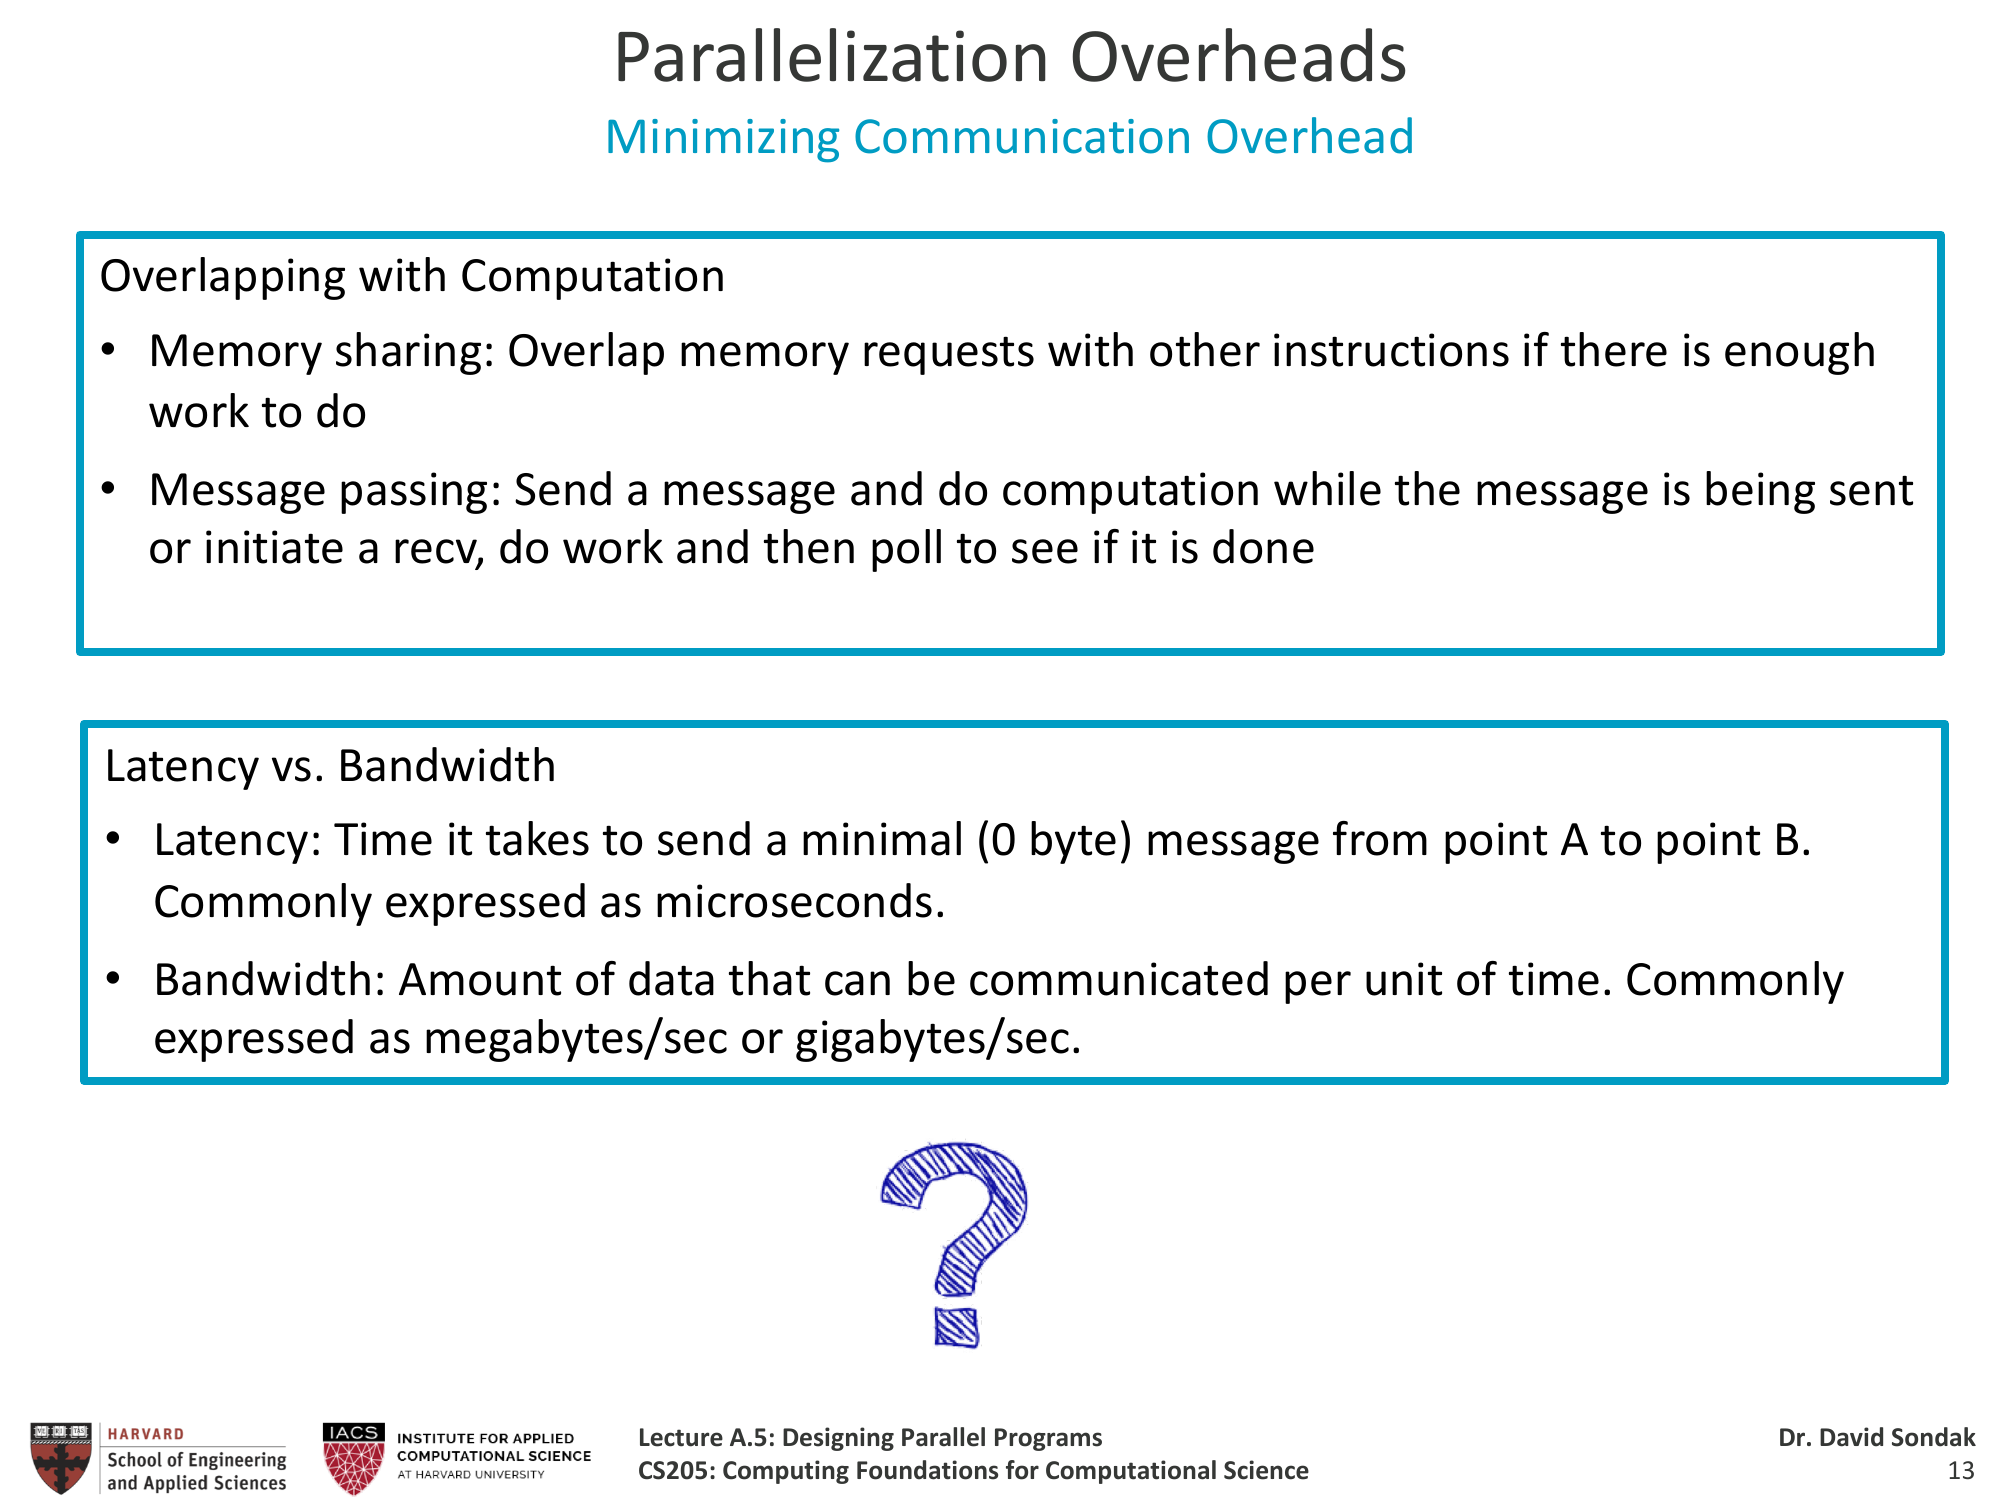 Parallelization Overheads
Minimizing Communication Overhead
Overlapping with Computation
• Memory sharing: Overlap memory requests with other instructions if there is enough
work to do
• Message passing: Send a message and do computation while the message is being sent
or initiate a recv, do work and then poll to see if it is done
Latency vs. Bandwidth
• Latency: Time it takes to send a minimal (0 byte) message from point A to point B.
Commonly expressed as microseconds.
• Bandwidth: Amount of data that can be communicated per unit of time. Commonly
expressed as megabytes/sec or gigabytes/sec.
?
HARVARD
School of Engineering
and Applied Sciences
IACS
INSTITUTE FOR APPLIED
COMPUTATIONAL SCIENCE
AT HARVARD UNIVERSITY
Lecture A.5: Designing Parallel Programs
CS205: Computing Foundations for Computational Science
Dr. David Sondak
13